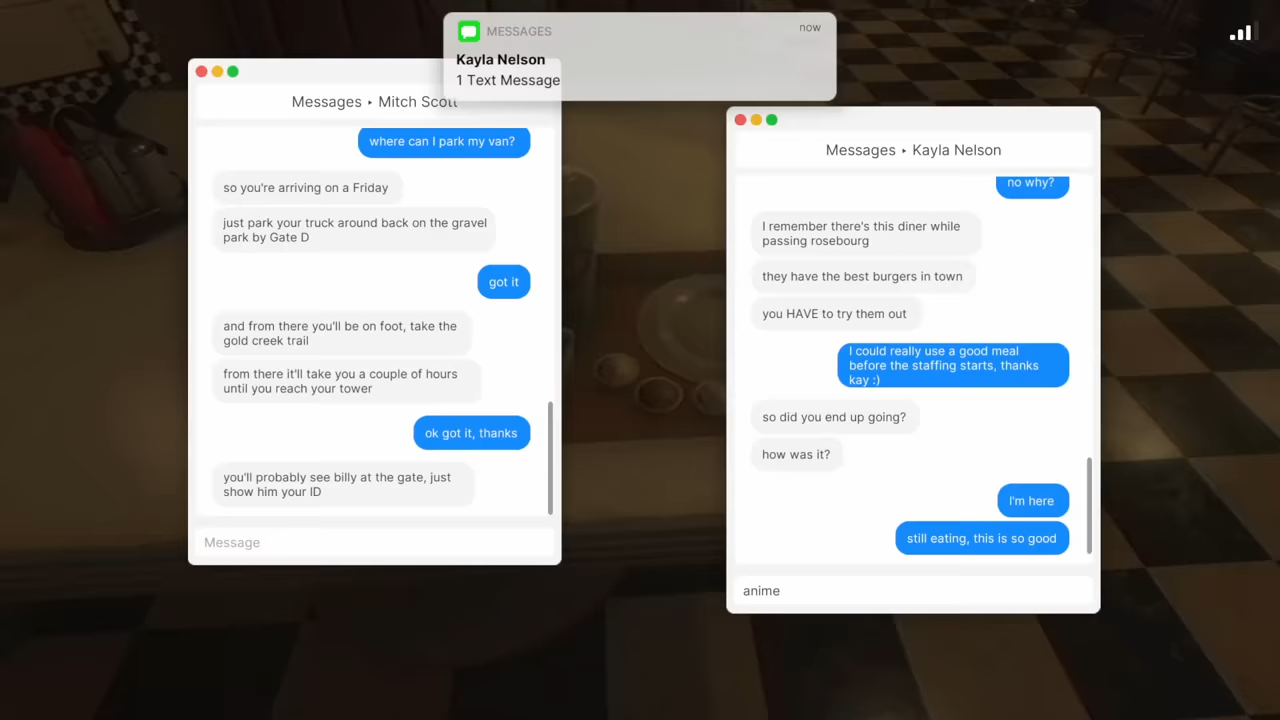 MESSAGES
now
Kayla Nelson
1 Text Message
Messages ▸ Mitch Scott
where can I park my van?
so you're arriving on a Friday
just park your truck around back on the gravel
park by Gate D
got it
and from there you'll be on foot, take the
gold creek trail
from there it'll take you a couple of hours
until you reach your tower
ok got it, thanks
you'll probably see billy at the gate, just
show him your ID
Message
Messages ▸ Kayla Nelson
no why?
I remember there's this diner while
passing rosebourg
they have the best burgers in town
you HAVE to try them out
I could really use a good meal
before the staffing starts, thanks
kay :)
so did you end up going?
how was it?
I'm here
still eating, this is so good
anime